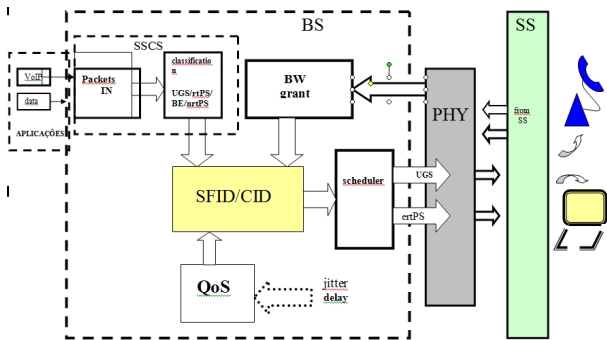 BS
SS
SSCS
VoIP
data
APLICAÇÕES
Packets
IN
classificatio
n
UGS/rtPS/
BE/nrtPS
BW
grant
PHY
from
SS
SFID/CID
scheduler
UGS
ertPS
QoS
jitter
delay